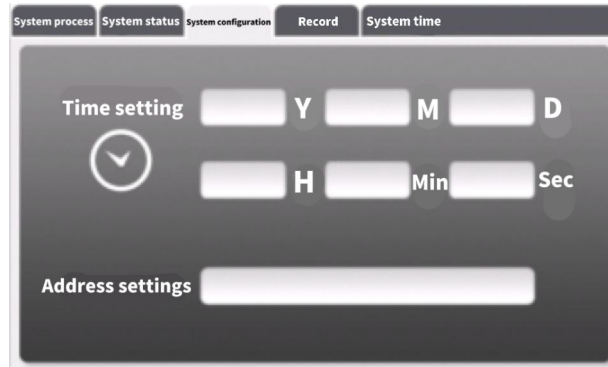 System process System status System configuration Record System time
Time setting Y M D
H Min Sec
Address settings